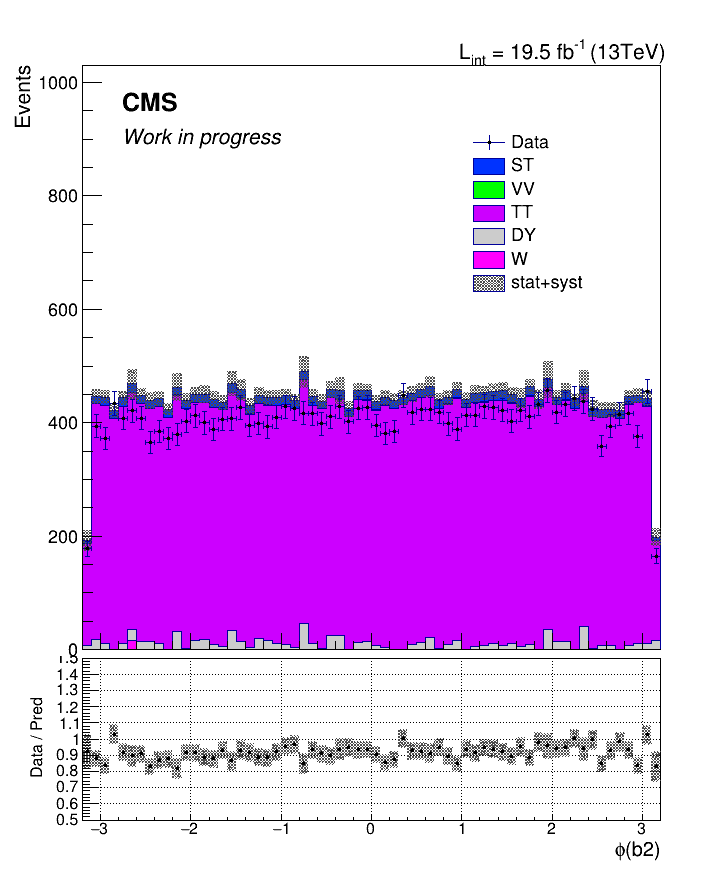 L_int = 19.5 fb^-1 (13TeV)
Events
CMS
Work in progress
Data
ST
VV
TT
DY
W
stat+syst
1000
800
600
400
200
0
Data / Pred
1.5
1.4
1.3
1.2
1.1
1
0.9
0.8
0.7
0.6
0.5
−3 −2 −1 0 1 2 3
ϕ(b2)